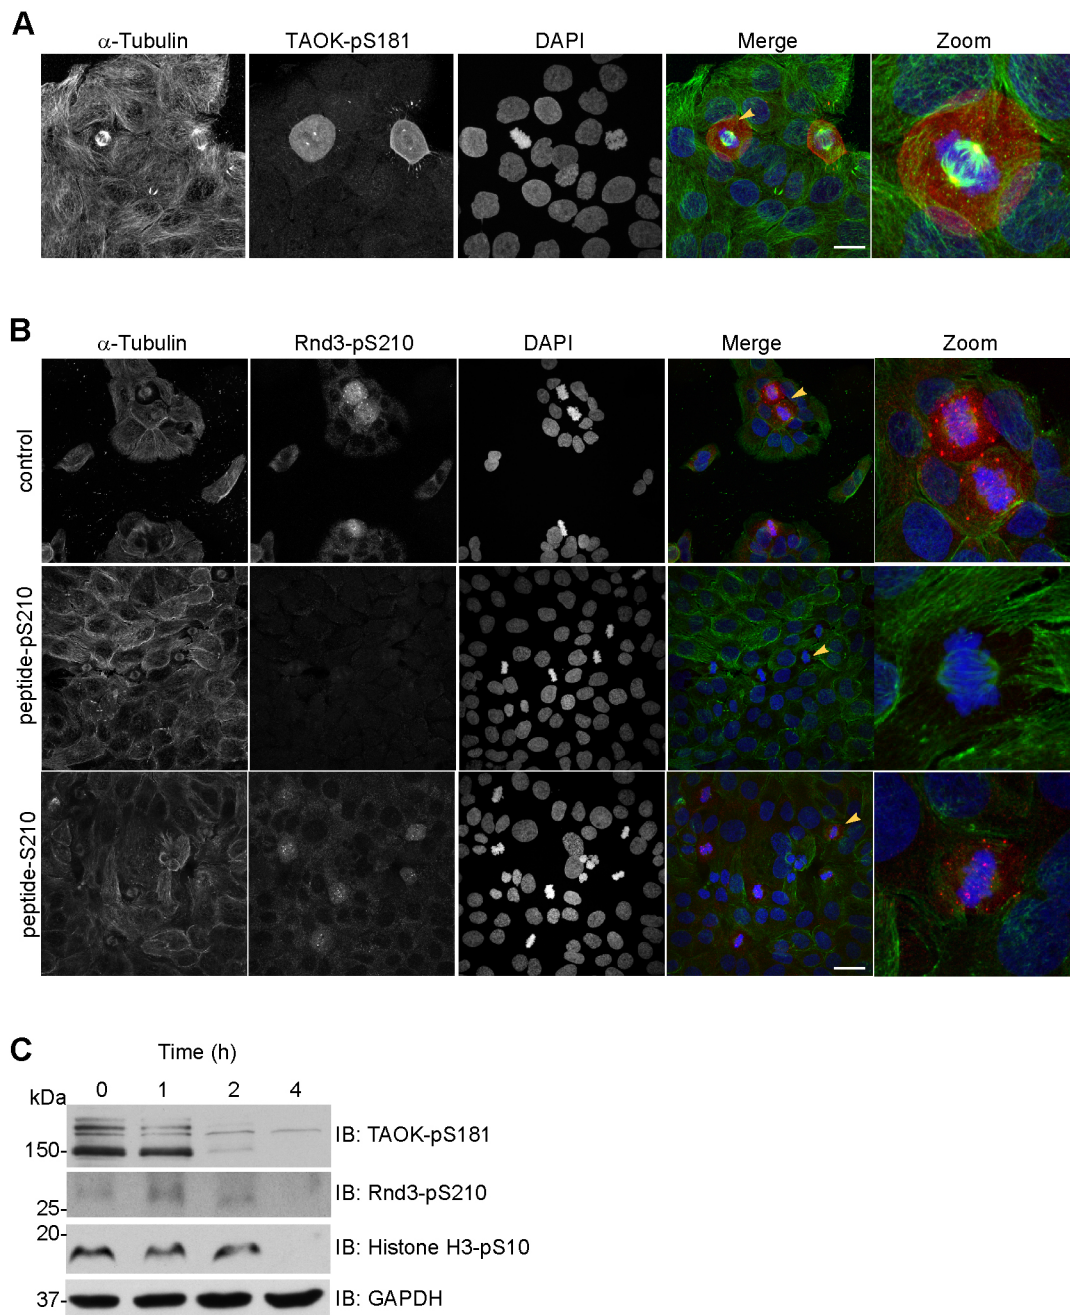 A
α-Tubulin TAOK-pS181 DAPI Merge Zoom
B
α-Tubulin Rnd3-pS210 DAPI Merge Zoom
control
peptide-pS210
peptide-S210
C
Time (h)
kDa 0 1 2 4
150- IB: TAOK-pS181
25- IB: Rnd3-pS210
20- IB: Histone H3-pS10
37- IB: GAPDH